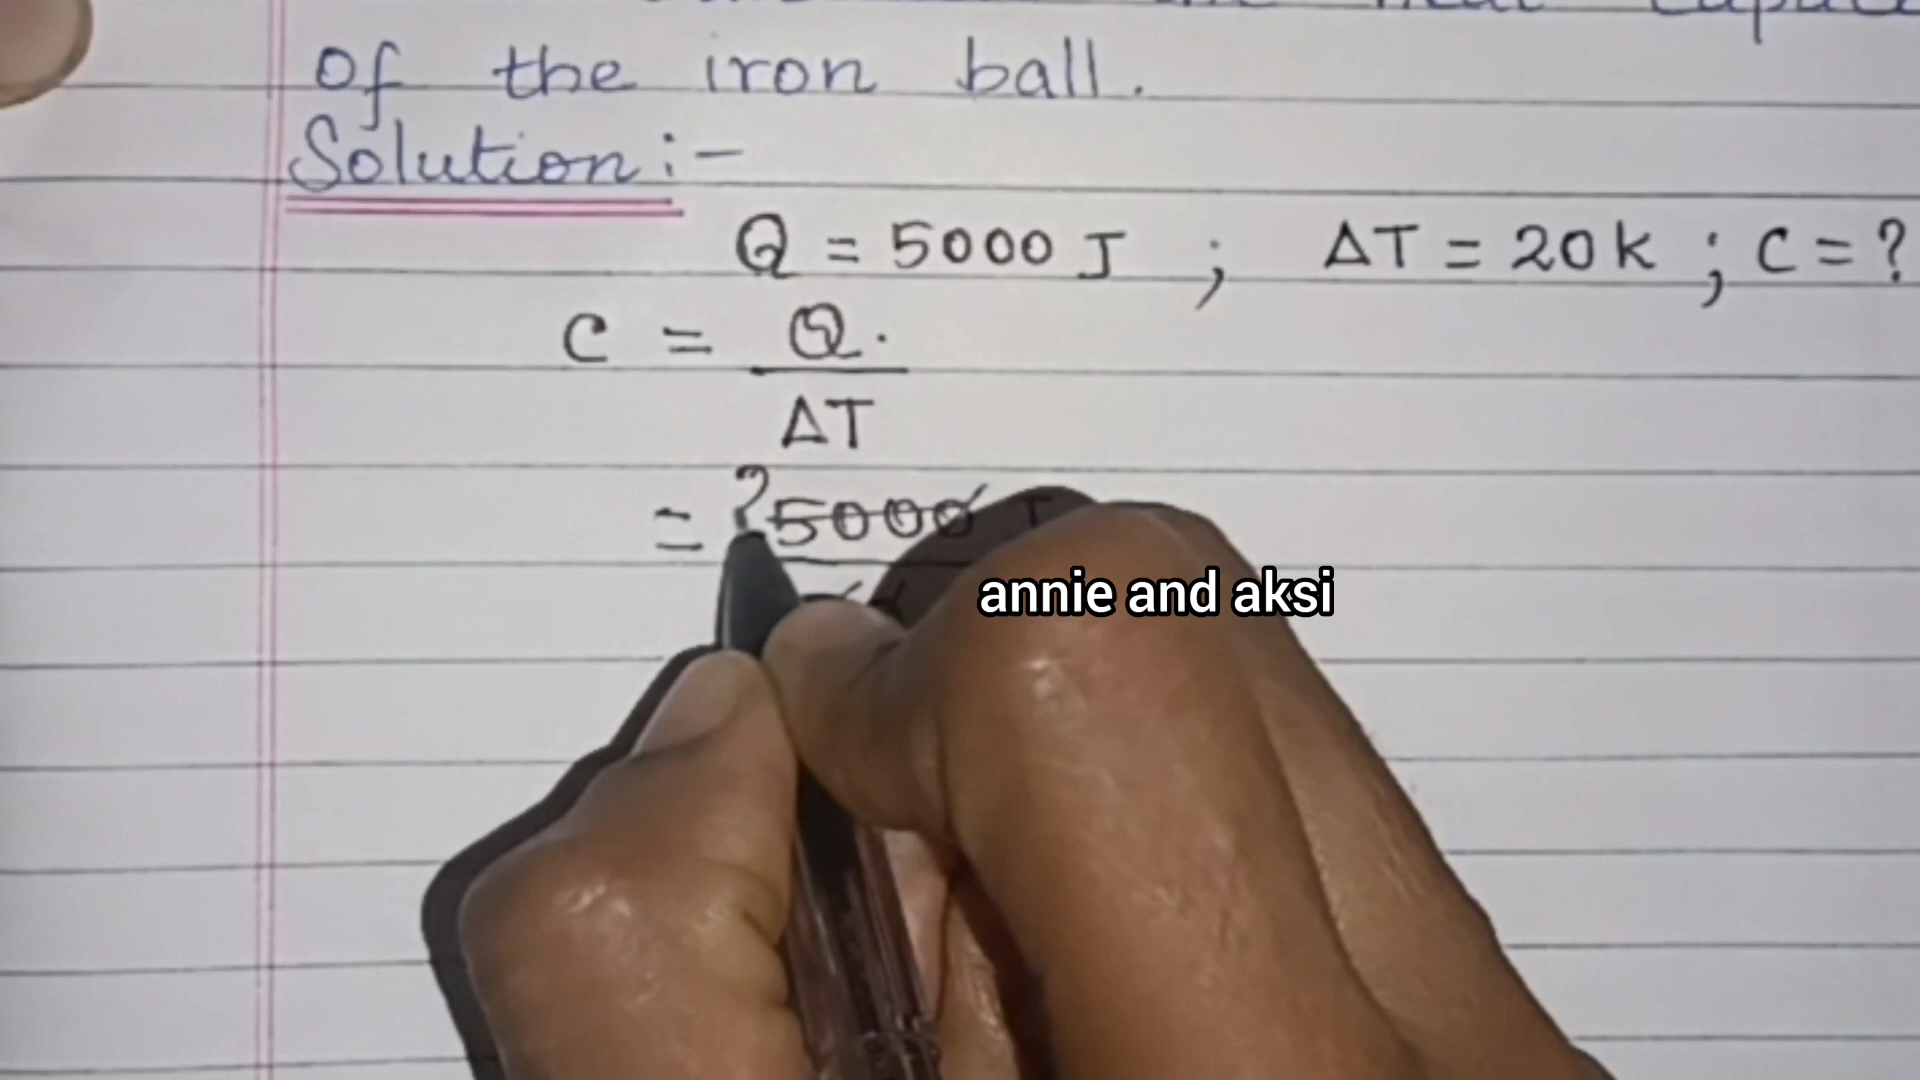 of the iron ball.
Solution :-
Q = 5000 J ; ΔT = 20 k ; C = ?
C = Q.
ΔT
= 5000 J
annie and aksi